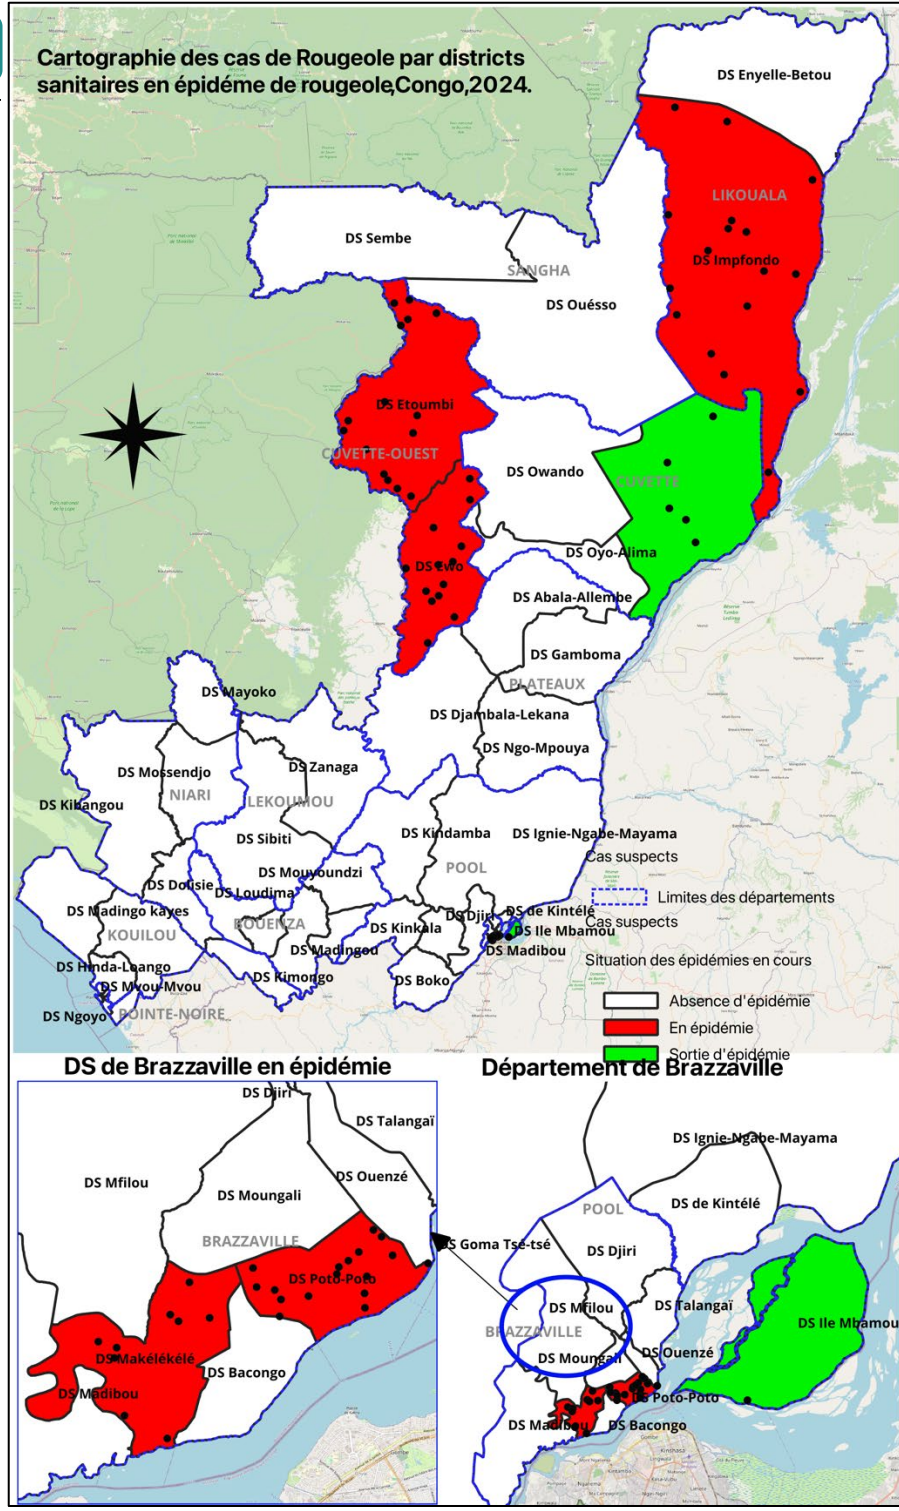 Cartographie des cas de Rougeole par districts
sanitaires en épidéme de rougeole,Congo,2024.
DS Enyelle-Betou
LIKOUALA
DS Sembe
DS Impfondo
SANGHA
DS Ouésso
DS Etoumbi
CUVETTE-OUEST
DS Owando
CUVETTE
DS Oyo-Alima
DS Ewo
DS Abala-Allembe
DS Gamboma
PLATEAUX
DS Mayoko
DS Djambala-Lekana
DS Ngo-Mpouya
DS Zanaga
DS Mossendjo
NIARI
LEKOUMOU
DS Kibangou
DS Sibiti
DS Kindamba
DS Ignie-Ngabe-Mayama
Cas suspects
POOL
DS Mouyoundzi
DS Dolisie
DS Loudima
Limites des départements
DS Madingo kayes
BOUENZA
DS Djiri
DS de Kintélé
Cas suspects
KOUILOU
DS Kinkala
DS Ile Mbamou
DS Madingou
DS Madibou
Situation des épidémies en cours
DS Hinda-Loango
DS Kimongo
DS Boko
DS Mvou-Mvou
Absence d'épidémie
DS Ngoyo
POINTE-NOIRE
En épidémie
Sortie d'épidémie
DS de Brazzaville en épidémie
DS Djiri
DS Talangaï
DS Mfilou
DS Ouenzé
DS Moungali
BRAZZAVILLE
DS Poto-Poto
DS Makélékélé
DS Bacongo
DS Madibou
Département de Brazzaville
DS Ignie-Ngabe-Mayama
DS de Kintélé
POOL
DS Goma Tsé-tsé
DS Djiri
DS Mfilou
DS Talangaï
DS Ile Mbamou
BRAZZAVILLE
DS Ouenzé
DS Moungali
DS Poto-Poto
DS Madibou
DS Bacongo
Kinshasa